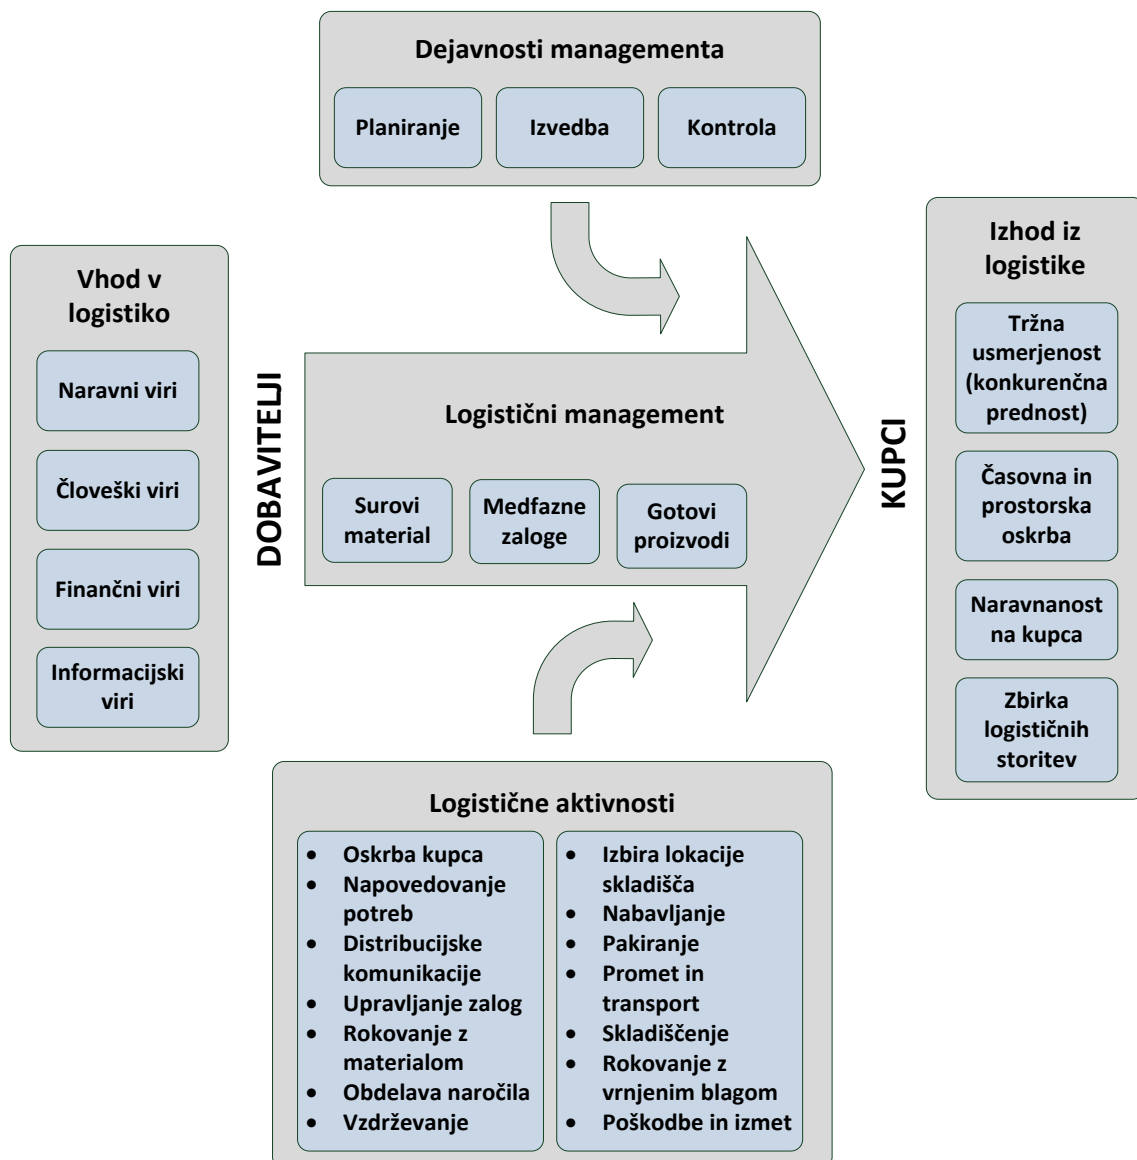 Dejavnosti managementa
Planiranje
Izvedba
Kontrola
Vhod v
logistiko
Naravni viri
Človeški viri
Finančni viri
Informacijski
viri
DOBAVITELJI
Logistični management
Surovi
material
Medfazne
zaloge
Gotovi
proizvodi
KUPCI
Izhod iz
logistike
Tržna
usmerjenost
(konkurenčna
prednost)
Časovna in
prostorska
oskrba
Naravnanost
na kupca
Zbirka
logističnih
storitev
Logistične aktivnosti
• Oskrba kupca
• Napovedovanje
potreb
• Distribucijske
komunikacije
• Upravljanje zalog
• Rokovanje z
materialom
• Obdelava naročila
• Vzdrževanje
• Izbira lokacije
skladišča
• Nabavljanje
• Pakiranje
• Promet in
transport
• Skladiščenje
• Rokovanje z
vrnjenim blagom
• Poškodbe in izmet